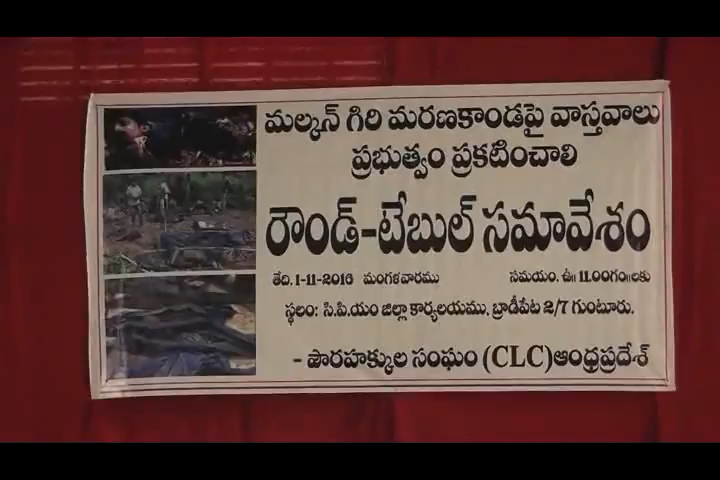 మల్కన్ గిరి మరణకాండపై వాస్తవాలు
ప్రభుత్వం ప్రకటించాలి
రౌండ్-టేబుల్ సమావేశం
తేది. 1-11-2016 మంగళవారము సమయం. ఉ॥ 11.00గం॥లకు
స్థలం: సి.పి.యం జిల్లా కార్యలయము, బ్రాడీపేట 2/7 గుంటూరు.
- పౌరహక్కుల సంఘం (CLC)ఆంధ్రప్రదేశ్